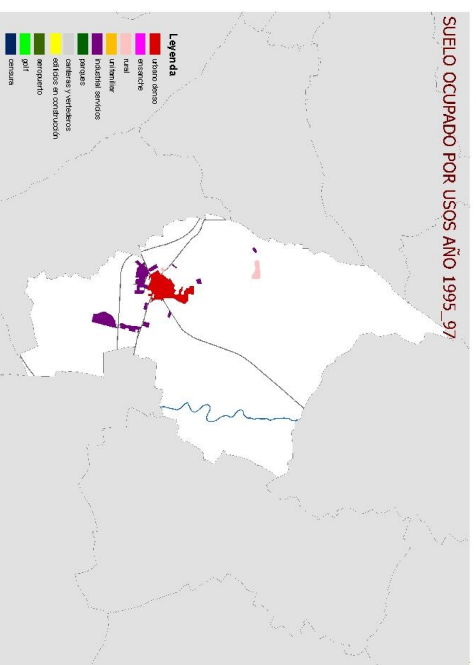 SUELO OCUPADO POR USOS AÑO 1995_97
Leyenda
urbano denso
ensanche
rural
unifamiliar
industrial servicios
parques
canteras y vertederos
edificios en construcción
aeropuerto
golf
censura